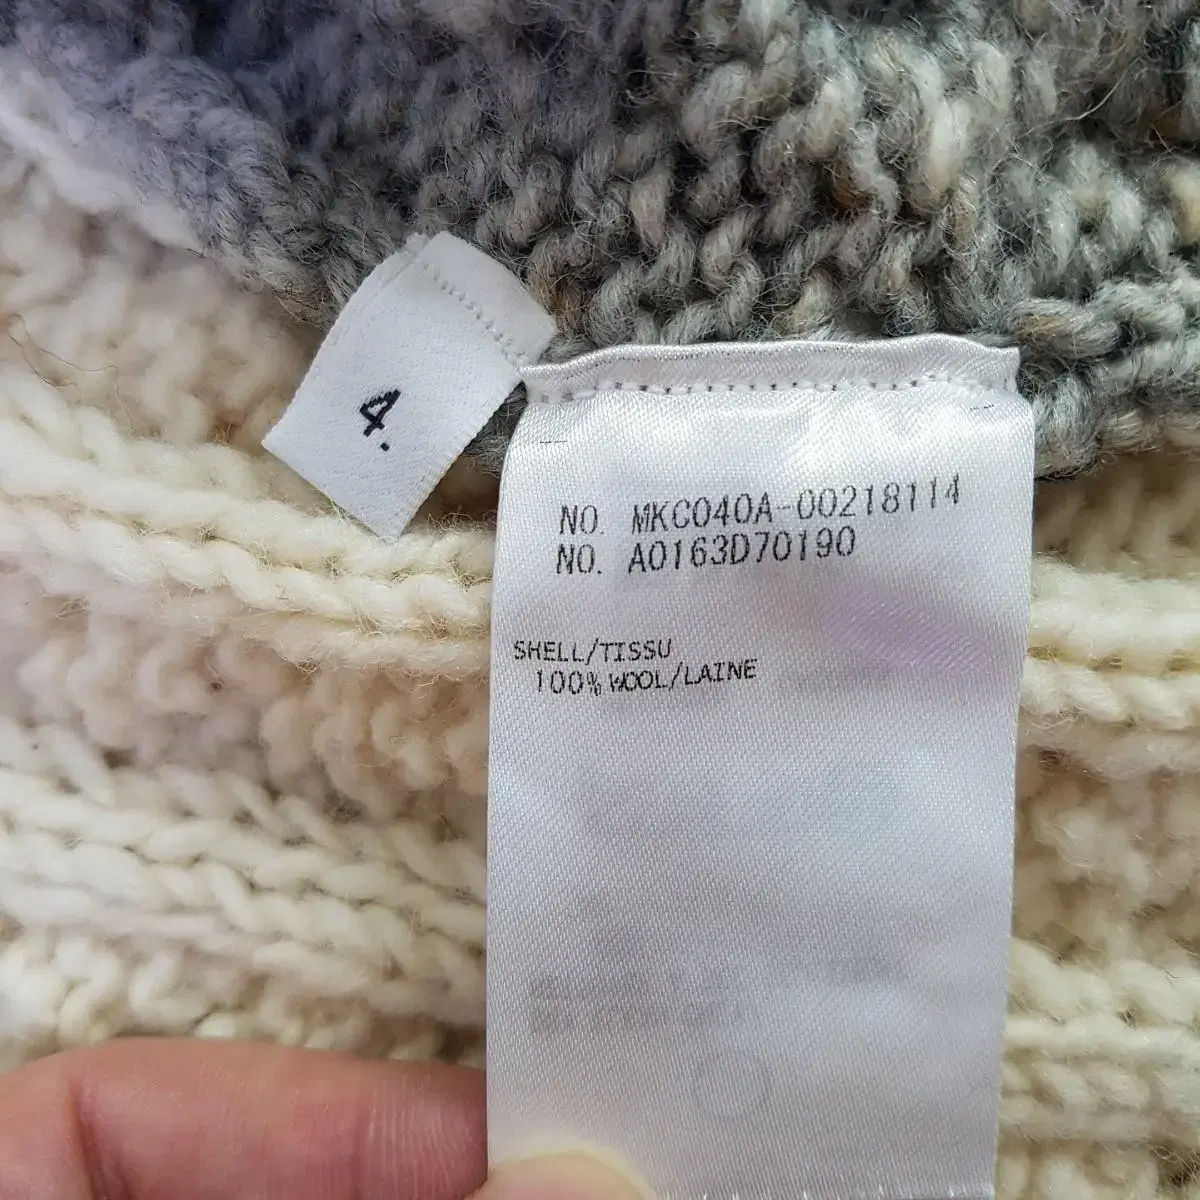 4.
NO. MKC040A-00218114
NO. A0163D70190
SHELL/TISSU
100% WOOL/LAINE